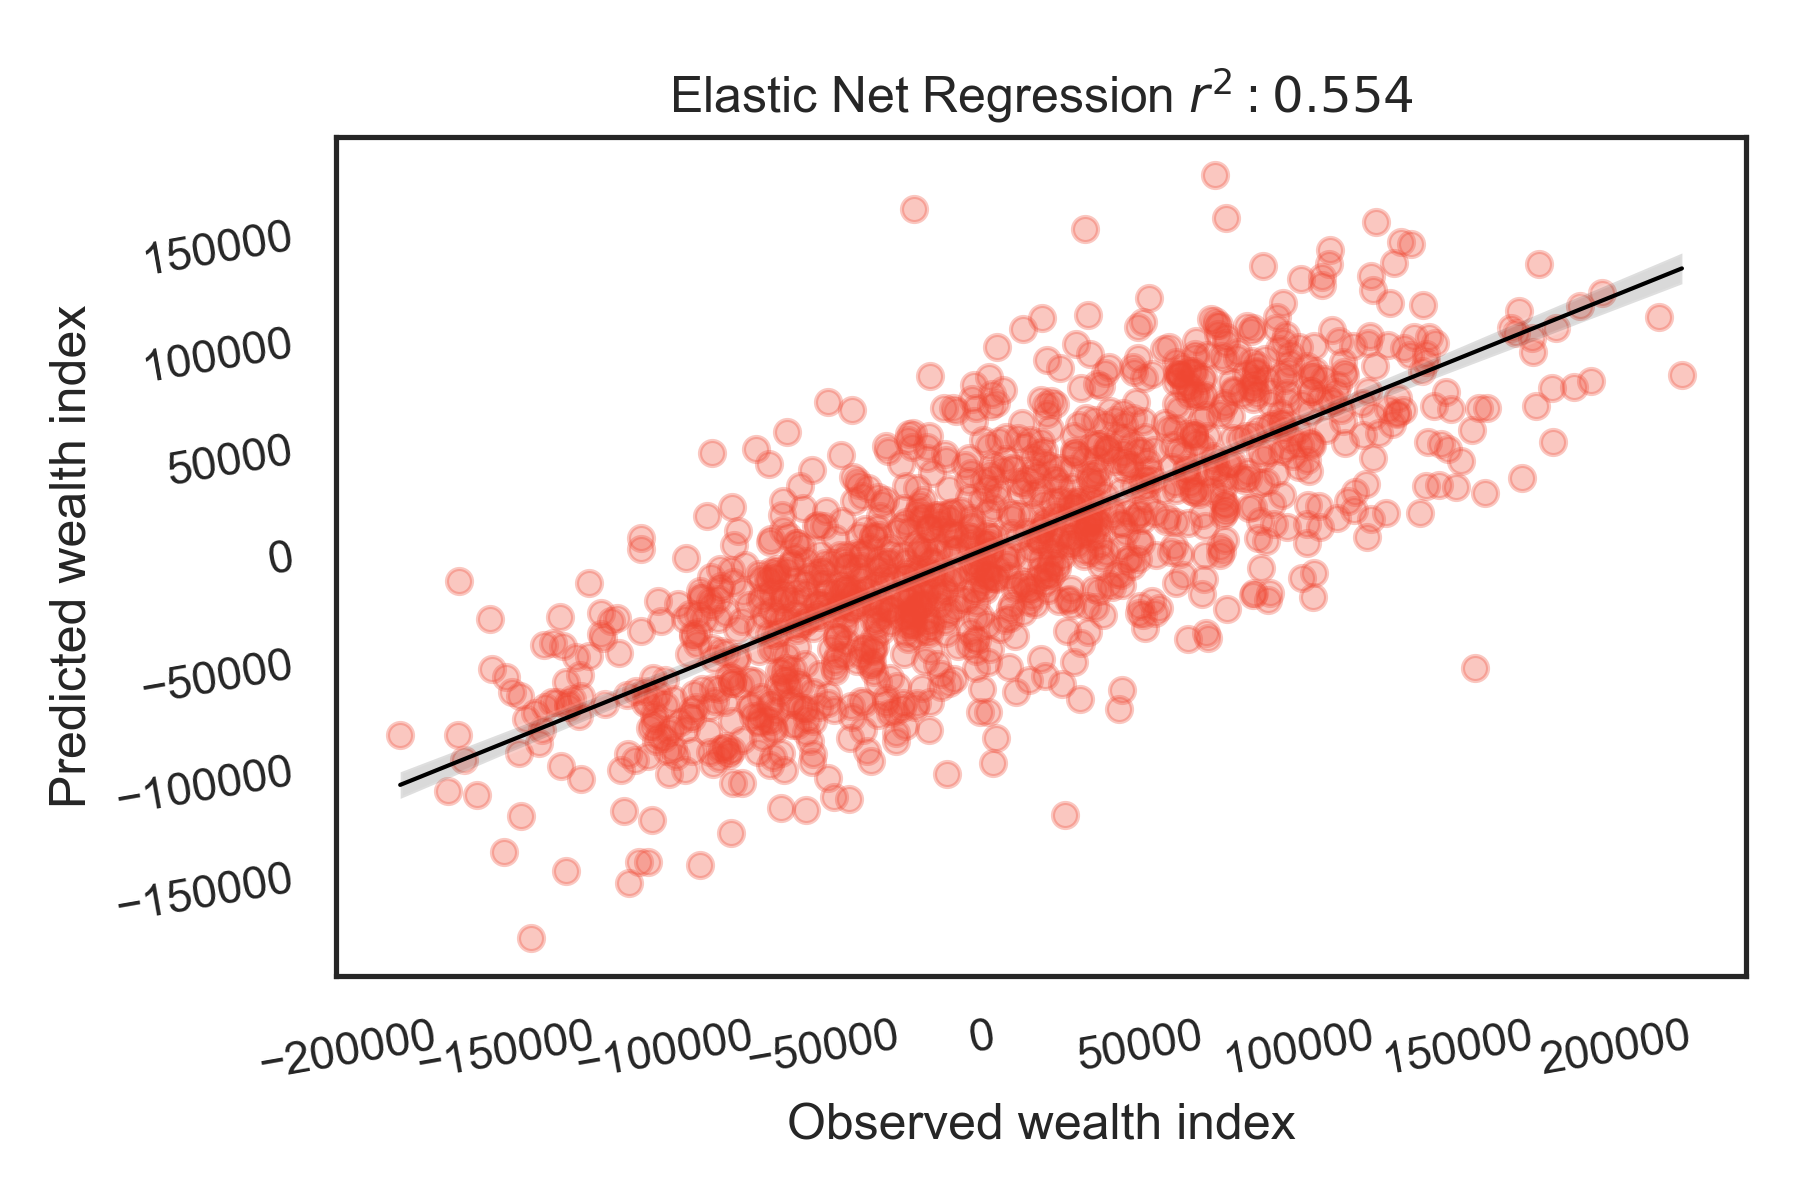 Elastic Net Regression r² : 0.554
150000
100000
50000
0
−50000
−100000
−150000
Predicted wealth index
−200000 −150000 −100000 −50000 0 50000 100000 150000 200000
Observed wealth index